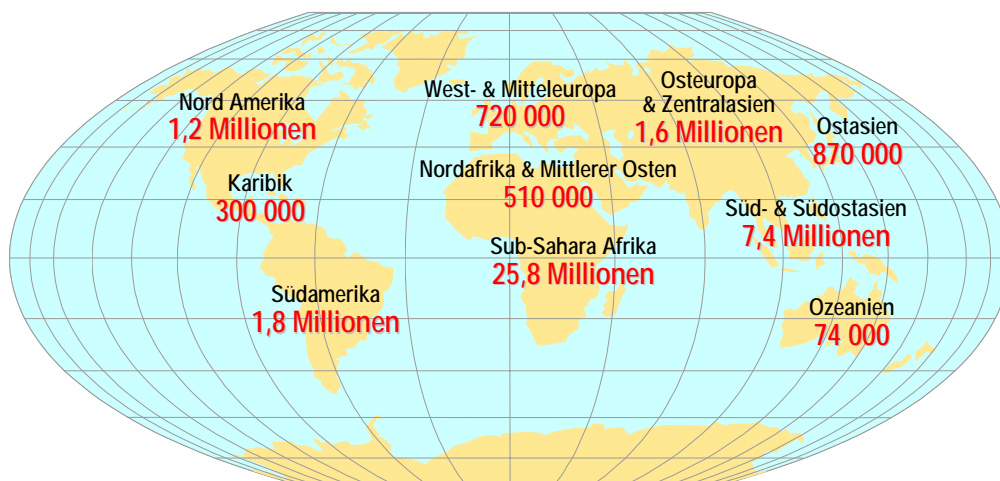 Nord Amerika
1,2 Millionen
West- & Mitteleuropa
720 000
Osteuropa
& Zentralasien
1,6 Millionen
Ostasien
870 000
Karibik
300 000
Nordafrika & Mittlerer Osten
510 000
Süd- & Südostasien
7,4 Millionen
Sub-Sahara Afrika
25,8 Millionen
Südamerika
1,8 Millionen
Ozeanien
74 000